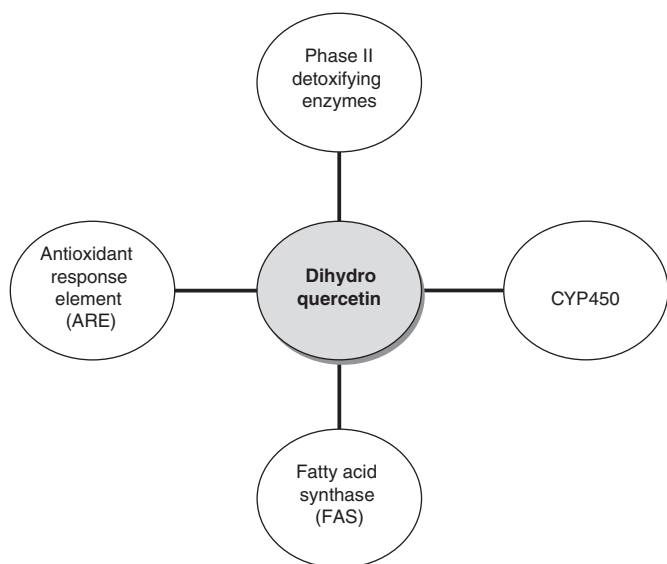 Phase II
detoxifying
enzymes
Antioxidant
response
element
(ARE)
Dihydro
quercetin
CYP450
Fatty acid
synthase
(FAS)